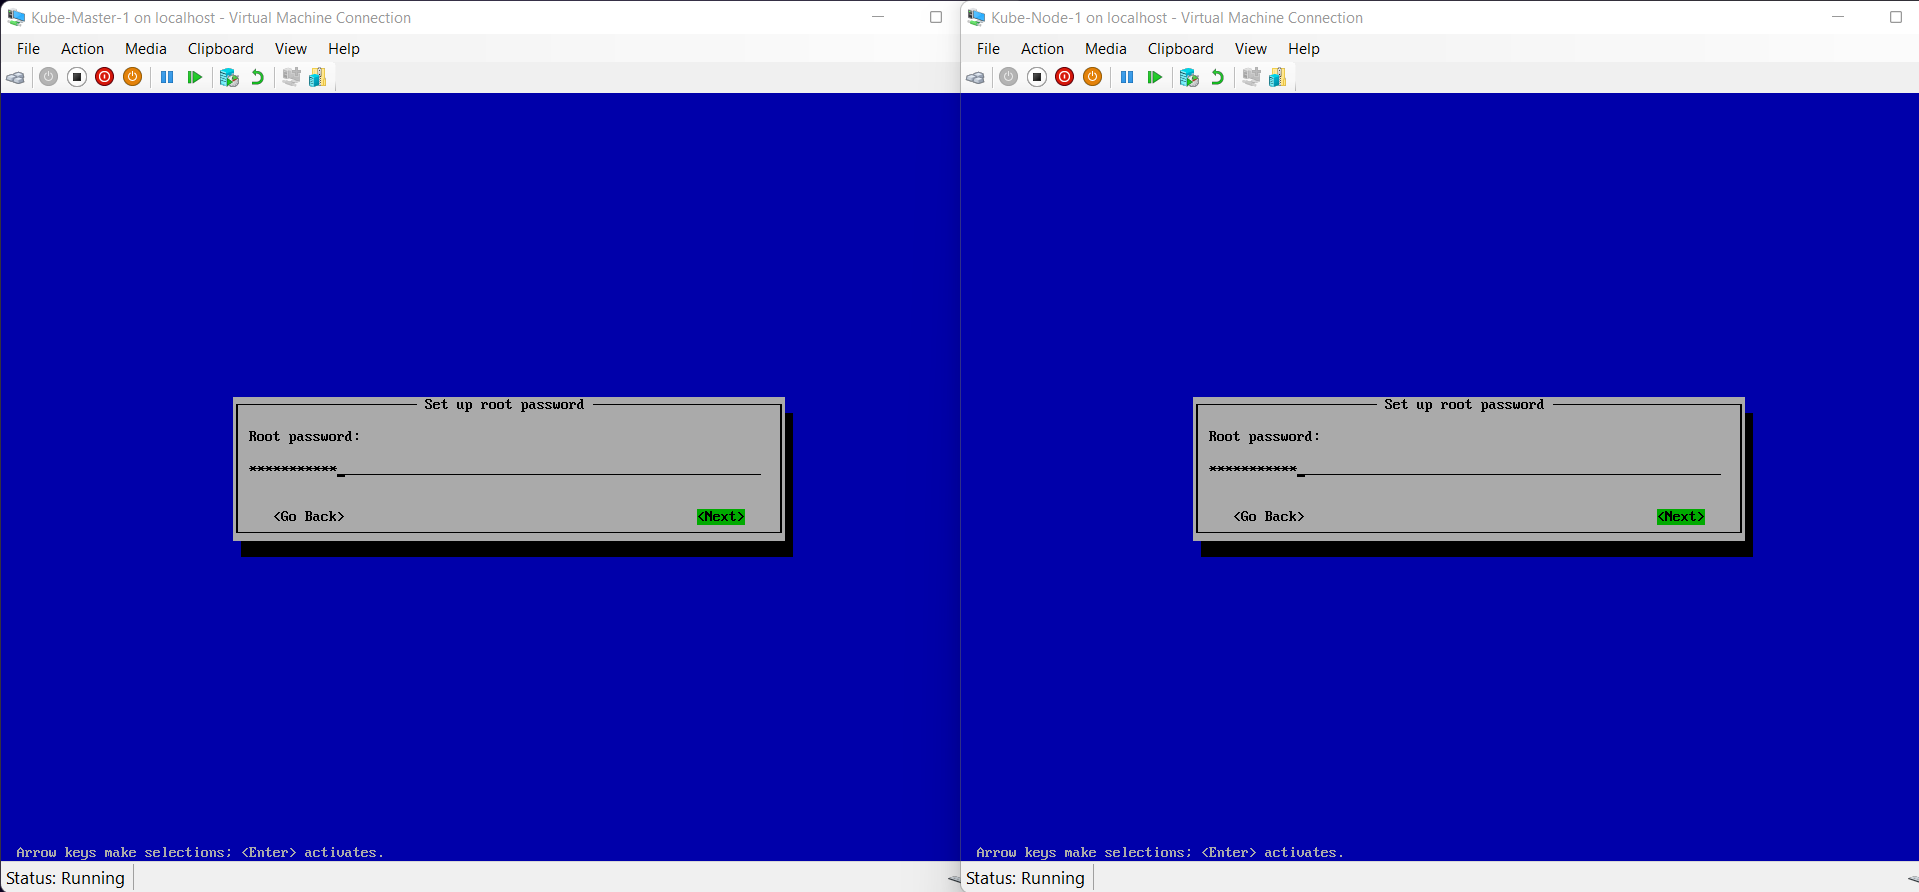 Kube-Master-1 on localhost - Virtual Machine Connection
File Action Media Clipboard View Help
Set up root password
Root password:
***********
<Go Back> <Next>
Arrow keys make selections; <Enter> activates.
Status: Running
Kube-Node-1 on localhost - Virtual Machine Connection
File Action Media Clipboard View Help
Set up root password
Root password:
***********
<Go Back> <Next>
Arrow keys make selections; <Enter> activates.
Status: Running